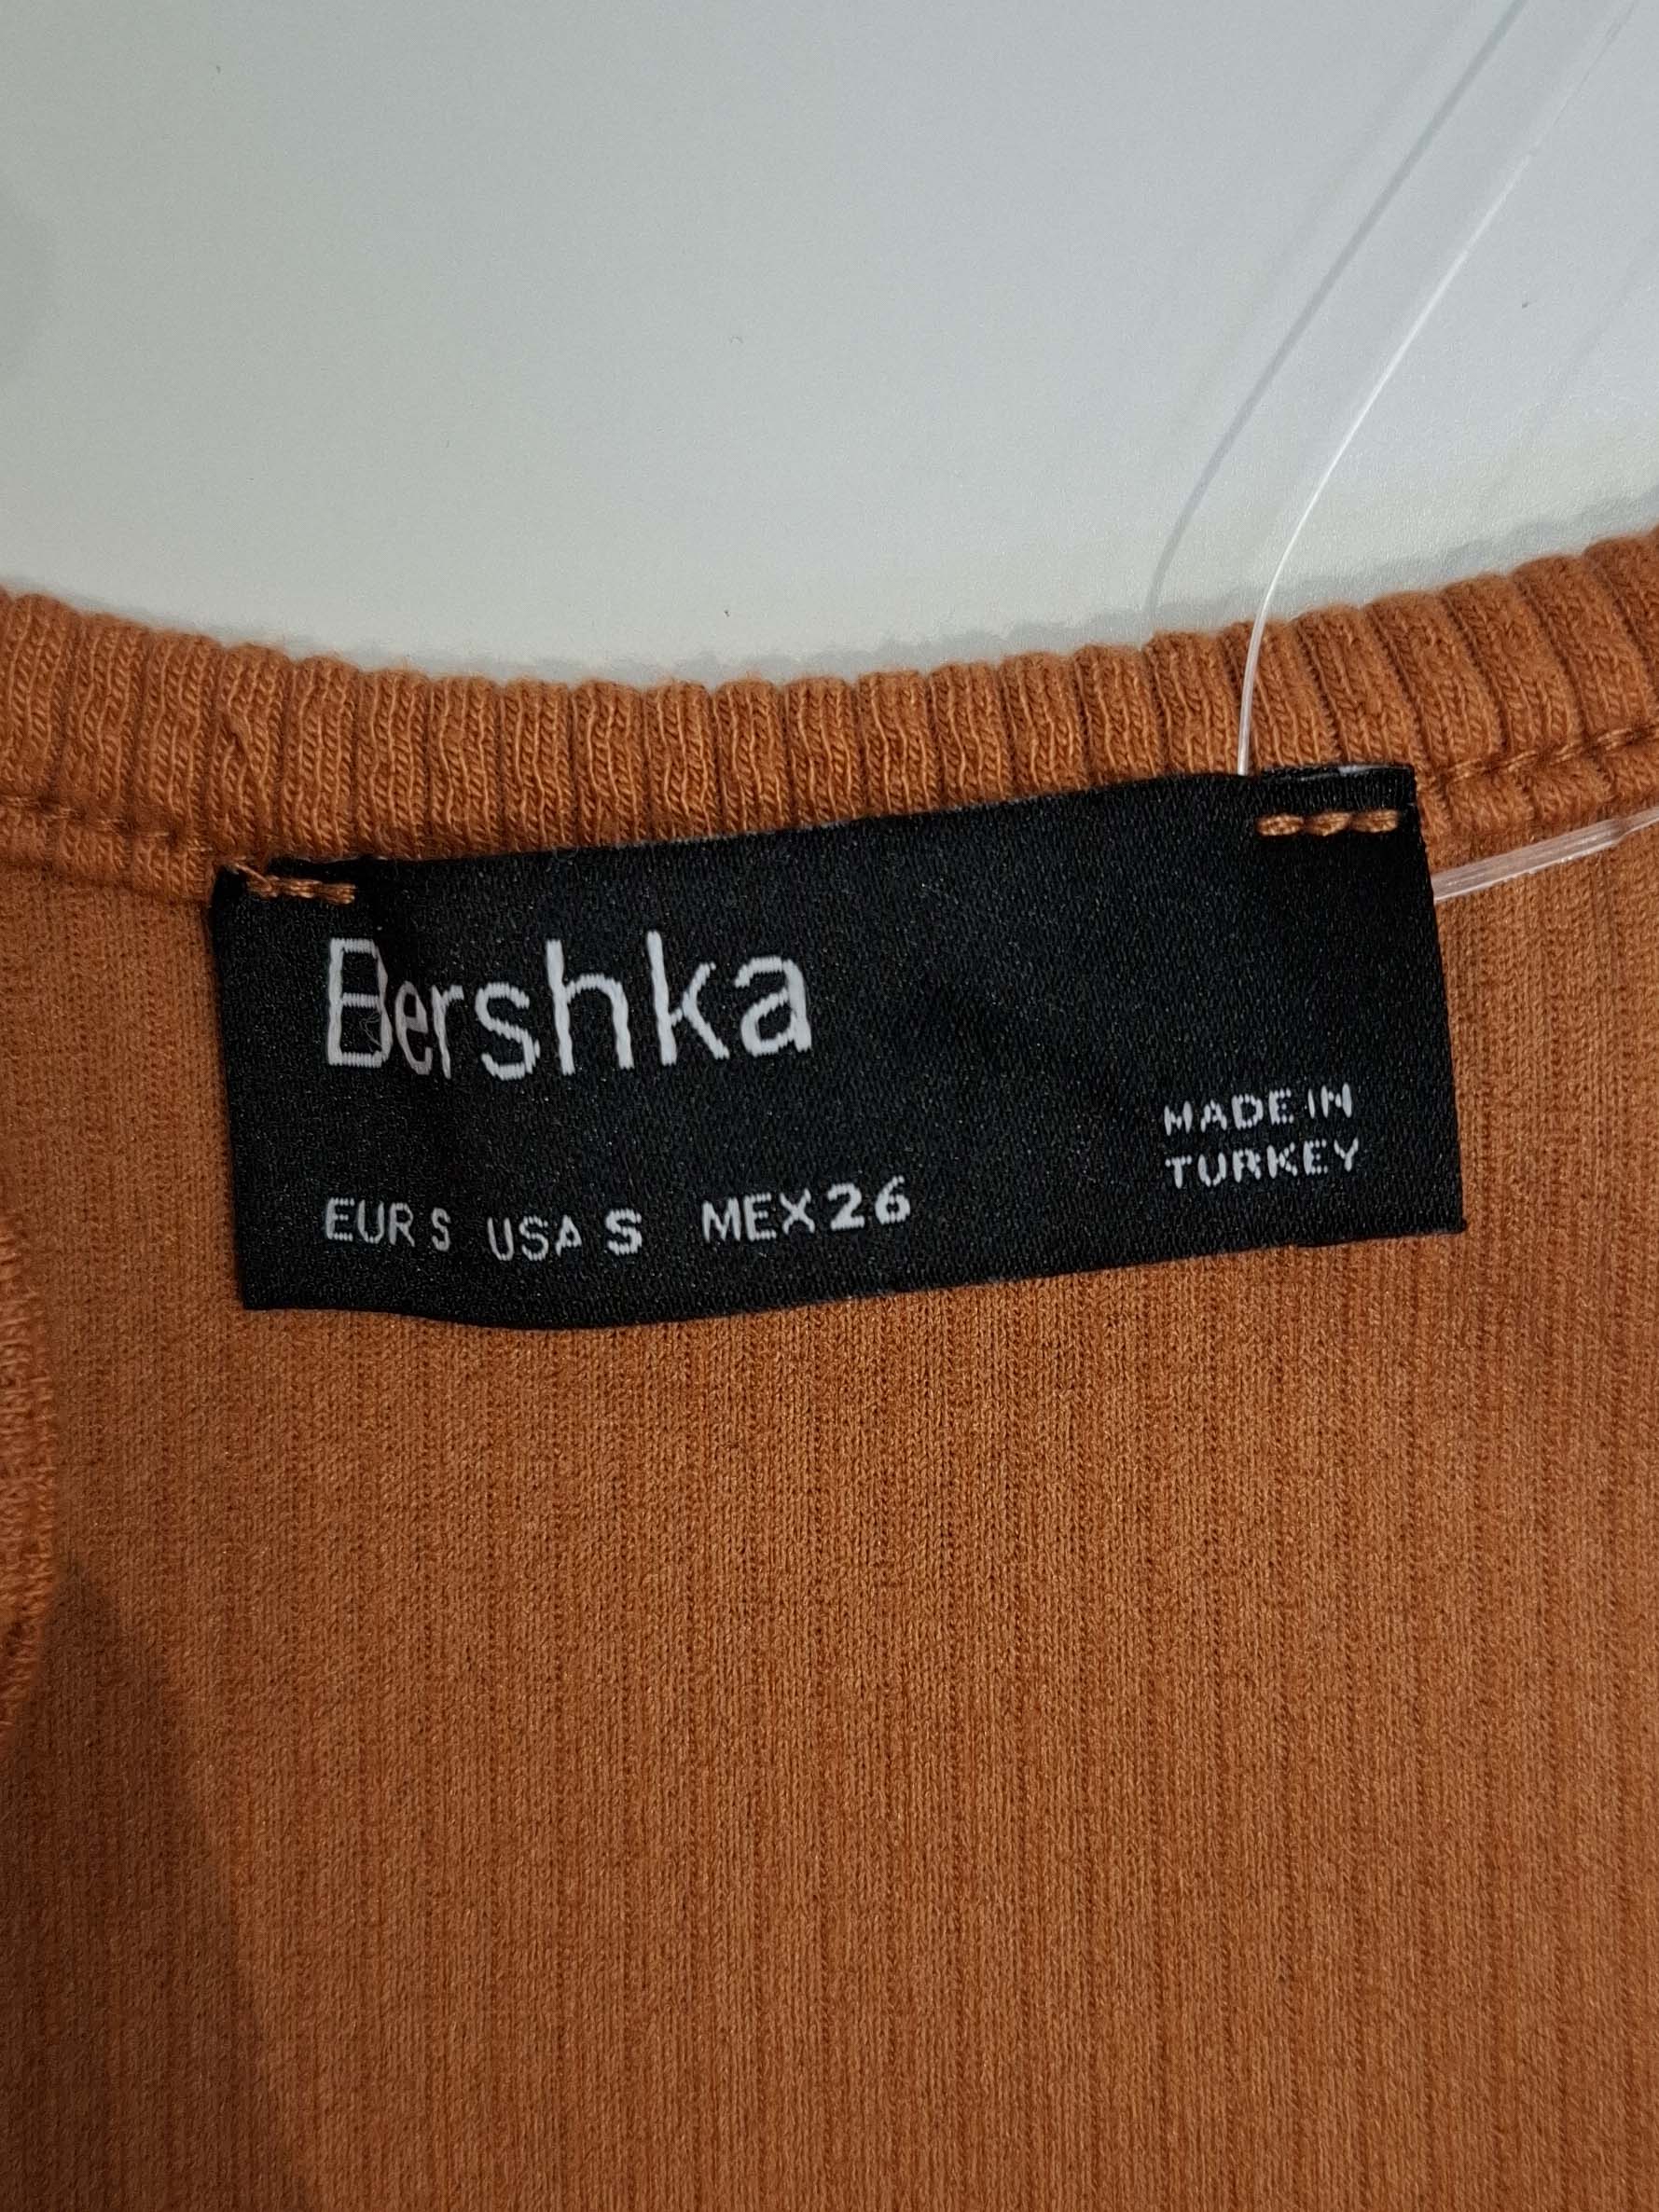 Bershka
MADE IN
TURKEY
EUR S USA S MEX 26